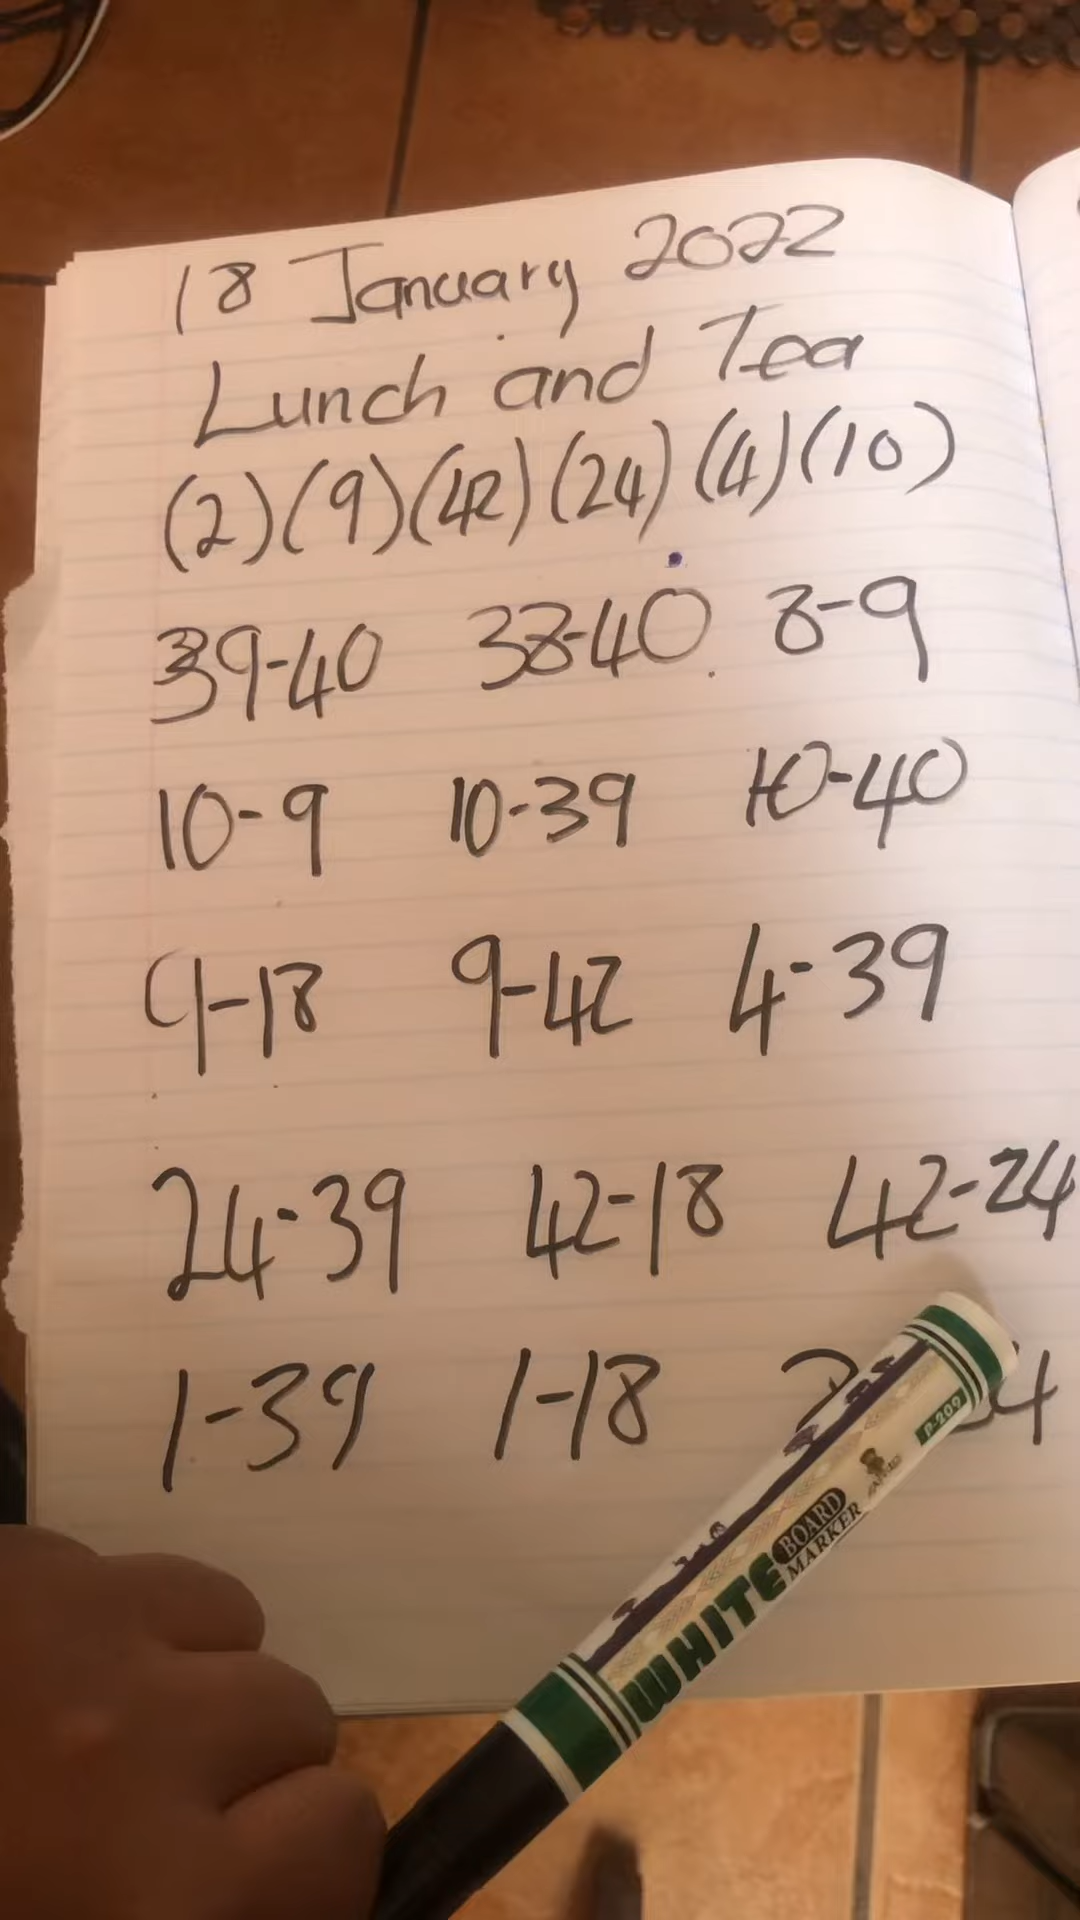 18 January 2022
Lunch and Tea
(2)(9)(42)(24)(4)(10)
39-40 38-40 8-9
10-9 10-39 10-40
9-18 9-42 4-39
24-39 42-18 42-24
1-39 1-18
P-209
WHITE BOARD MARKER